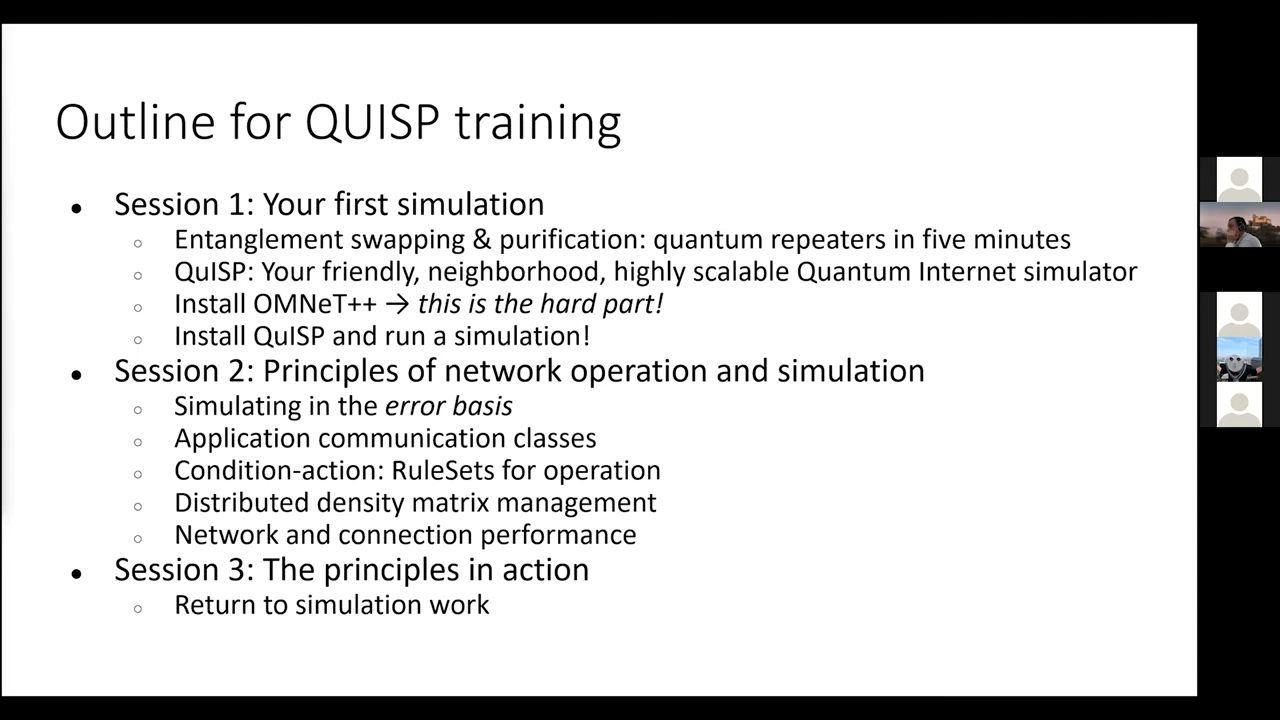 Outline for QUISP training
● Session 1: Your first simulation
○ Entanglement swapping & purification: quantum repeaters in five minutes
○ QuISP: Your friendly, neighborhood, highly scalable Quantum Internet simulator
○ Install OMNeT++ → this is the hard part!
○ Install QuISP and run a simulation!
● Session 2: Principles of network operation and simulation
○ Simulating in the error basis
○ Application communication classes
○ Condition-action: RuleSets for operation
○ Distributed density matrix management
○ Network and connection performance
● Session 3: The principles in action
○ Return to simulation work